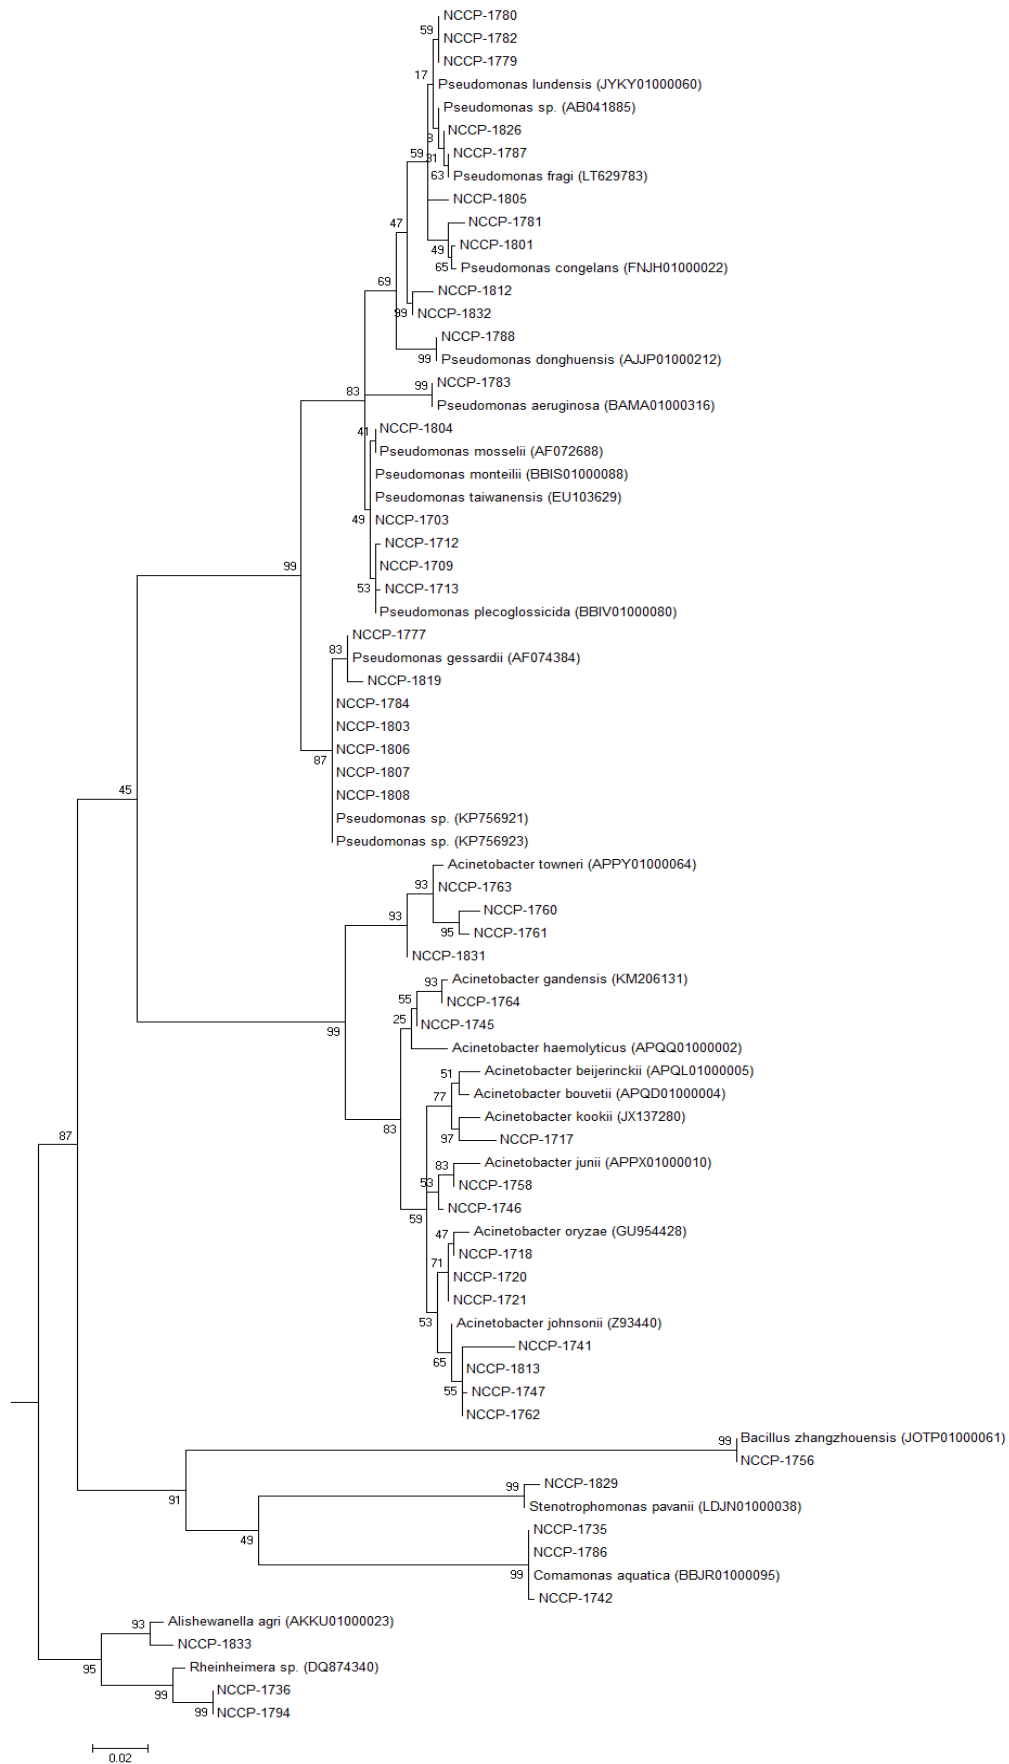 NCCP-1780
59
NCCP-1782
NCCP-1779
17
Pseudomonas lundensis (JYKY01000060)
Pseudomonas sp. (AB041885)
NCCP-1826
8
59
NCCP-1787
31
63
Pseudomonas fragi (LT629783)
NCCP-1805
47
NCCP-1781
49
NCCP-1801
65
Pseudomonas congelans (FNJH01000022)
69
NCCP-1812
99
NCCP-1832
NCCP-1788
99
Pseudomonas donghuensis (AJJP01000212)
83
99
NCCP-1783
Pseudomonas aeruginosa (BAMA01000316)
41
NCCP-1804
Pseudomonas mosselii (AF072688)
Pseudomonas monteilii (BBIS01000088)
Pseudomonas taiwanensis (EU103629)
49
NCCP-1703
NCCP-1712
99
NCCP-1709
53
NCCP-1713
Pseudomonas plecoglossicida (BBIV01000080)
NCCP-1777
83
Pseudomonas gessardii (AF074384)
NCCP-1819
NCCP-1784
NCCP-1803
NCCP-1806
87
NCCP-1807
45
NCCP-1808
Pseudomonas sp. (KP756921)
Pseudomonas sp. (KP756923)
Acinetobacter towneri (APPY01000064)
93
NCCP-1763
93
NCCP-1760
95
NCCP-1761
NCCP-1831
93
Acinetobacter gandensis (KM206131)
55
NCCP-1764
25
NCCP-1745
99
Acinetobacter haemolyticus (APQQ01000002)
51
Acinetobacter beijerinckii (APQL01000005)
77
Acinetobacter bouvetii (APQD01000004)
83
Acinetobacter kookii (JX137280)
97
NCCP-1717
87
83
Acinetobacter junii (APPX01000010)
53
NCCP-1758
59
NCCP-1746
47
Acinetobacter oryzae (GU954428)
NCCP-1718
71
NCCP-1720
NCCP-1721
53
Acinetobacter johnsonii (Z93440)
NCCP-1741
65
NCCP-1813
55
NCCP-1747
NCCP-1762
99
Bacillus zhangzhouensis (JOTP01000061)
NCCP-1756
91
99
NCCP-1829
Stenotrophomonas pavanii (LDJN01000038)
49
NCCP-1735
NCCP-1786
99
Comamonas aquatica (BBJR01000095)
NCCP-1742
93
Alishewanella agri (AKKU01000023)
NCCP-1833
95
Rheinheimera sp. (DQ874340)
99
NCCP-1736
99
NCCP-1794
0.02